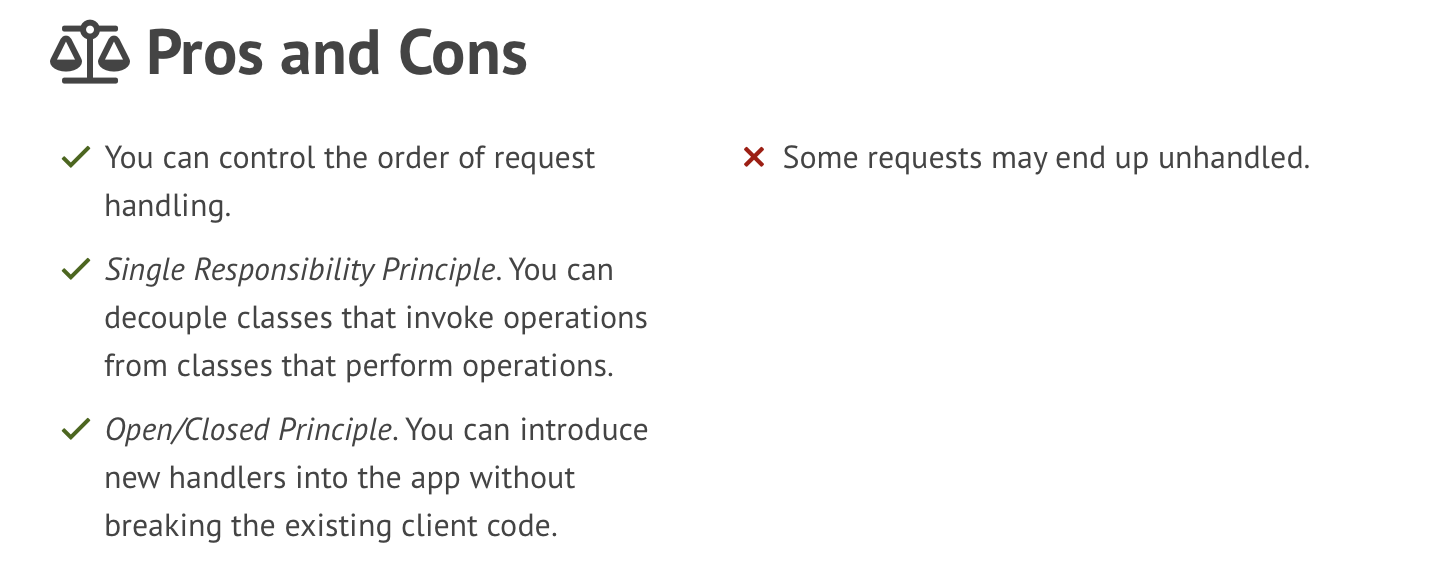 Pros and Cons
You can control the order of request
handling.
Single Responsibility Principle. You can
decouple classes that invoke operations
from classes that perform operations.
Open/Closed Principle. You can introduce
new handlers into the app without
breaking the existing client code.
Some requests may end up unhandled.